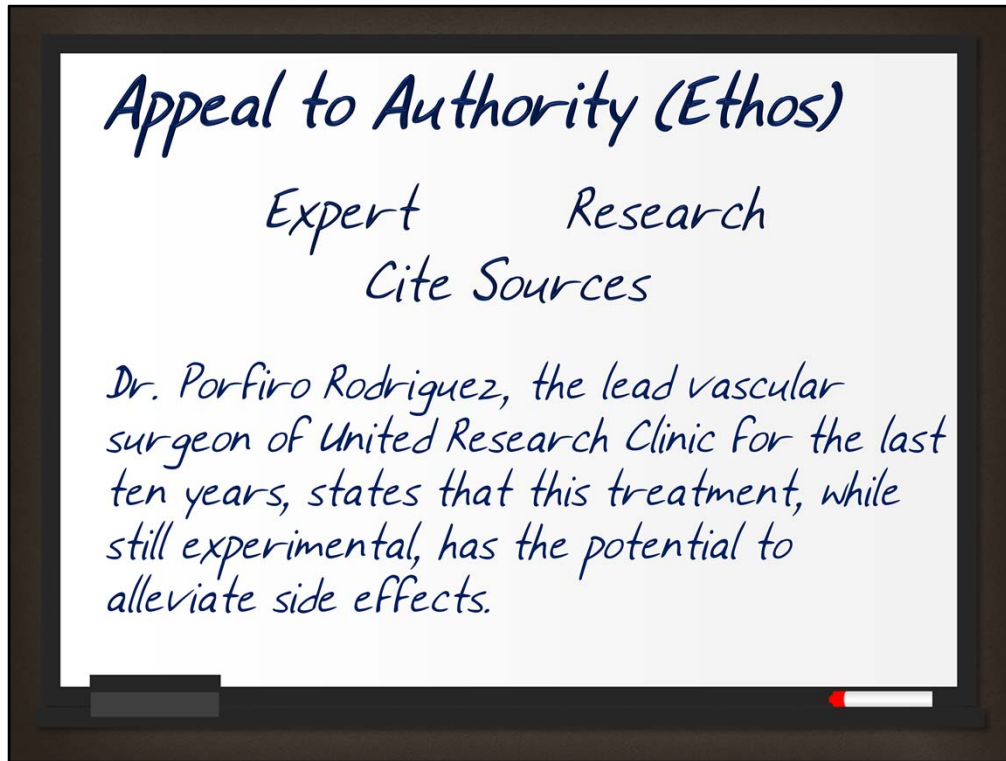 Appeal to Authority (Ethos)
Expert Research
Cite Sources
Dr. Porfiro Rodriguez, the lead vascular
surgeon of United Research Clinic for the last
ten years, states that this treatment, while
still experimental, has the potential to
alleviate side effects.